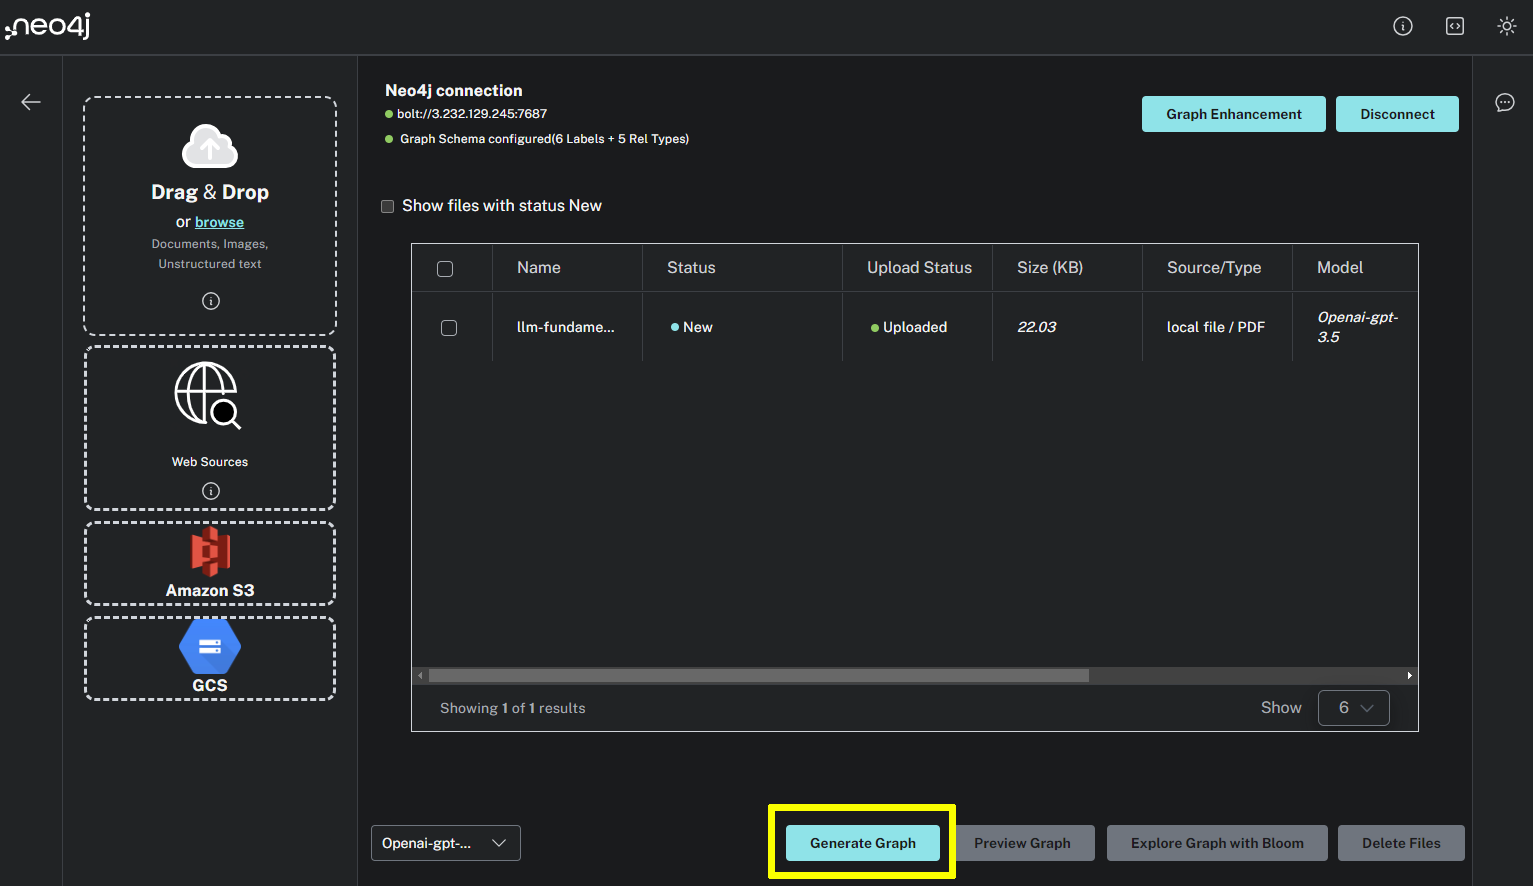 neo4j
Neo4j connection
bolt://3.232.129.245:7687
Graph Schema configured(6 Labels + 5 Rel Types)
Graph Enhancement
Disconnect
Drag & Drop
or browse
Documents, Images,
Unstructured text
Web Sources
Amazon S3
GCS
Show files with status New
Name Status Upload Status Size (KB) Source/Type Model
llm-fundame... New Uploaded 22.03 local file / PDF Openai-gpt-
3.5
Showing 1 of 1 results
Show 6
Openai-gpt-...
Generate Graph
Preview Graph
Explore Graph with Bloom
Delete Files